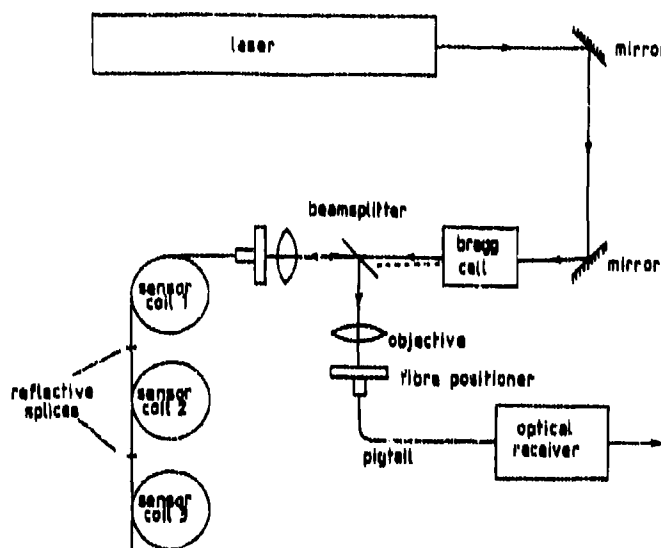 laser
mirror
beamsplitter
bragg
cell
mirror
sensor
coil 1
objective
reflective
splices
sensor
coil 2
fibre positioner
optical
receiver
pigtail
sensor
coil 3